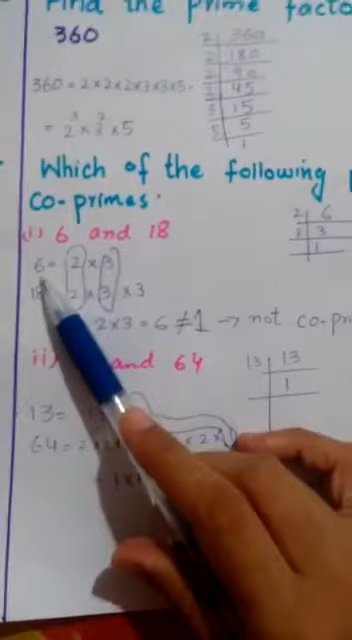 Find the prime
360
2 | 360
2 | 180
2 | 90
3 | 45
3 | 15
5 | 5
1
360 = 2×2×2×3×3×5.
= 2³ × 3² × 5
Which of the following
Co-primes.
(i) 6 and 18
2 | 6
3 | 3
1
6 = 2 × 3
2 × 3 × 3
2×3 = 6 ≠ 1 → not co-
ii) and 64
13 | 13
1
13 =
64 = 2 ×